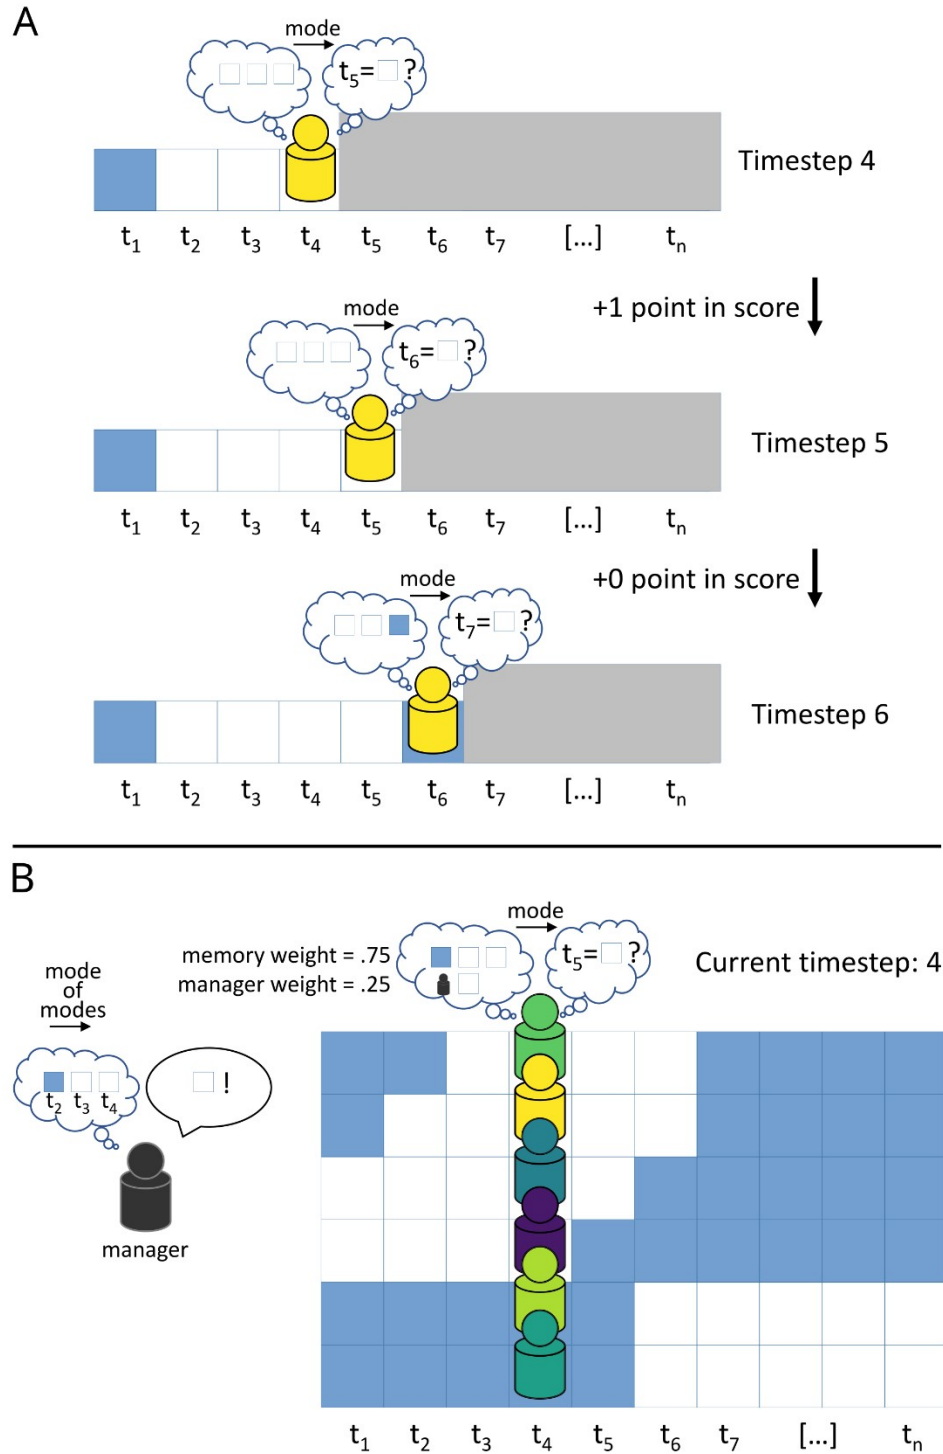 A
mode
t₅= ?
Timestep 4
t₁ t₂ t₃ t₄ t₅ t₆ t₇ [...] tₙ
+1 point in score
mode
t₆= ?
Timestep 5
t₁ t₂ t₃ t₄ t₅ t₆ t₇ [...] tₙ
+0 point in score
mode
t₇= ?
Timestep 6
t₁ t₂ t₃ t₄ t₅ t₆ t₇ [...] tₙ
B
mode
memory weight = .75
manager weight = .25
t₅= ?
Current timestep: 4
mode
of
modes
!
t₂ t₃ t₄
manager
t₁ t₂ t₃ t₄ t₅ t₆ t₇ [...] tₙ